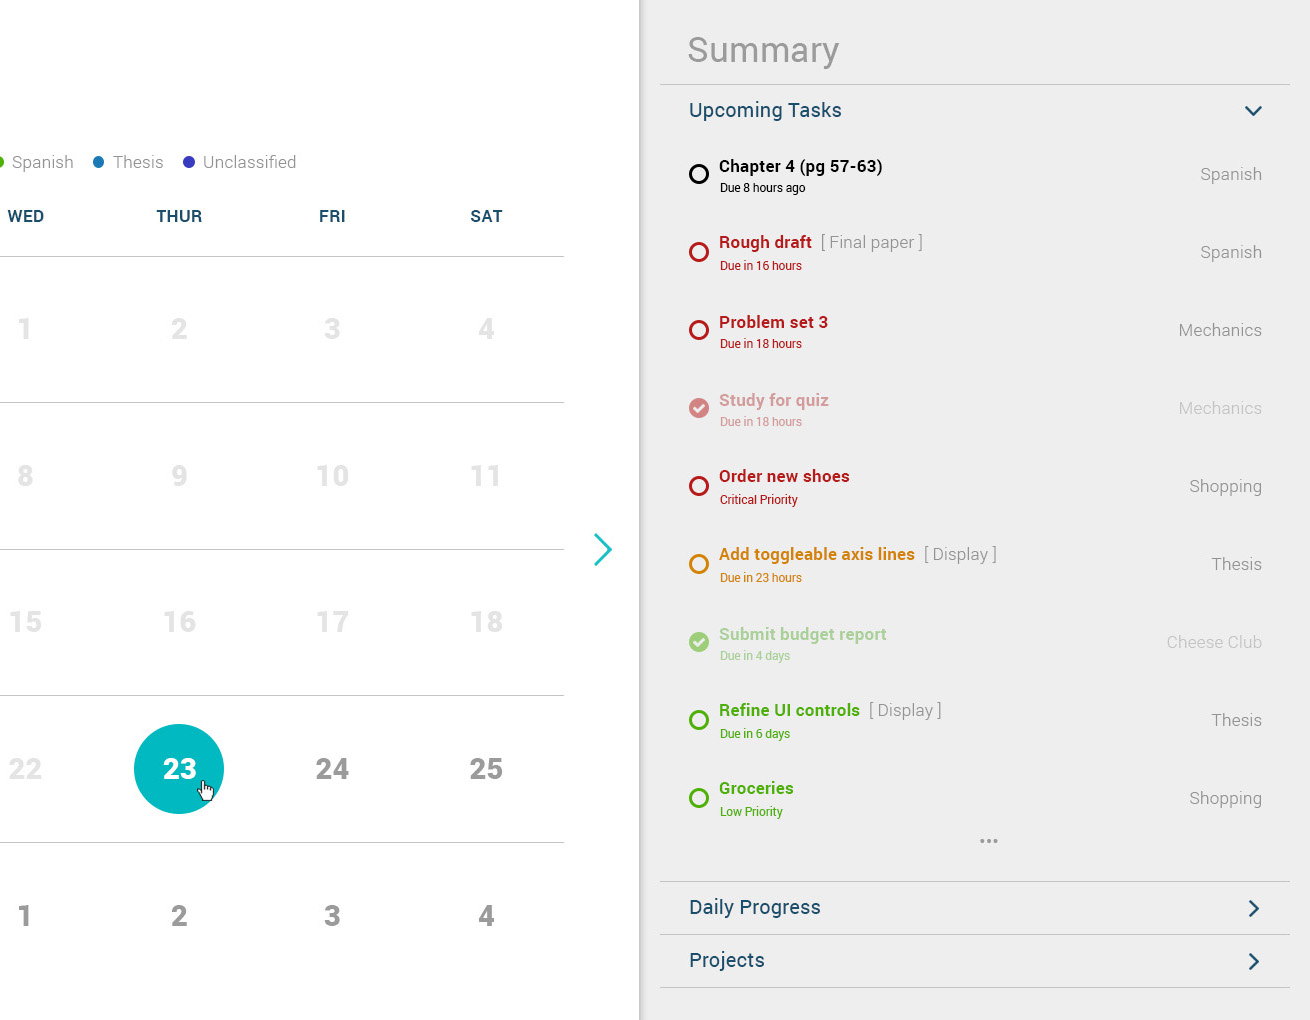 Spanish Thesis Unclassified
WED THUR FRI SAT
1 2 3 4
8 9 10 11
15 16 17 18
22 23 24 25
1 2 3 4
Summary
Upcoming Tasks
Chapter 4 (pg 57-63)
Due 8 hours ago
Spanish
Rough draft [ Final paper ]
Due in 16 hours
Spanish
Problem set 3
Due in 18 hours
Mechanics
Study for quiz
Due in 18 hours
Mechanics
Order new shoes
Critical Priority
Shopping
Add toggleable axis lines [ Display ]
Due in 23 hours
Thesis
Submit budget report
Due in 4 days
Cheese Club
Refine UI controls [ Display ]
Due in 6 days
Thesis
Groceries
Low Priority
Shopping
...
Daily Progress
Projects